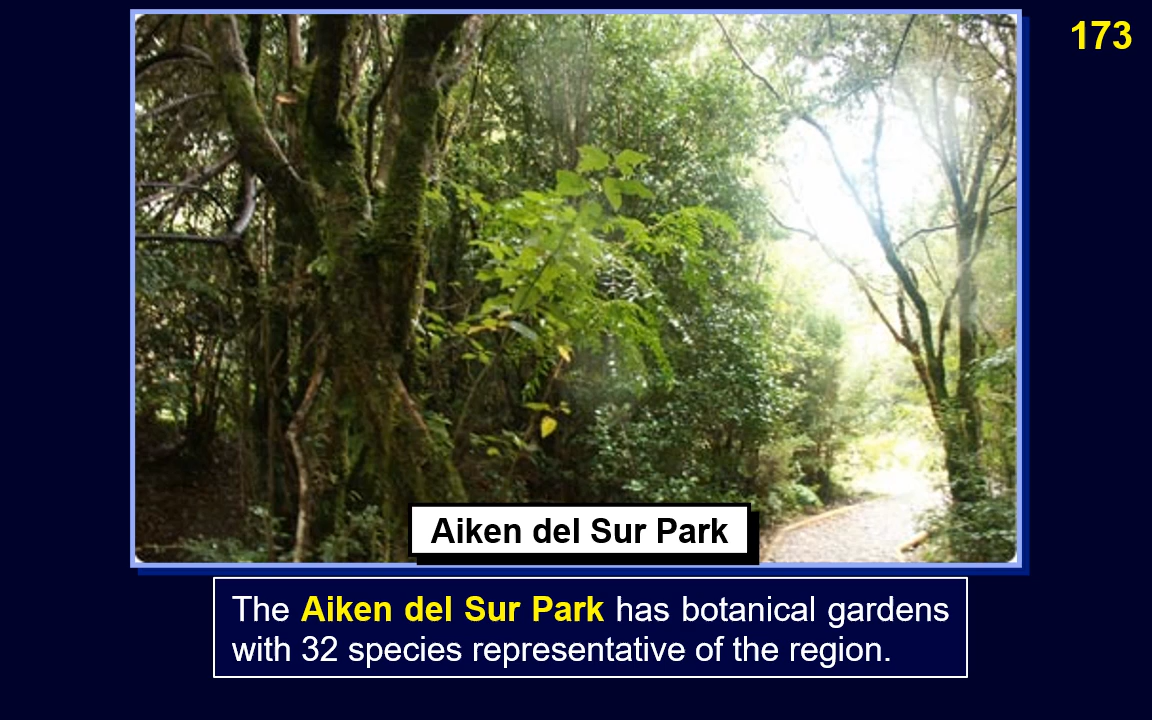 173
Aiken del Sur Park
The Aiken del Sur Park has botanical gardens
with 32 species representative of the region.